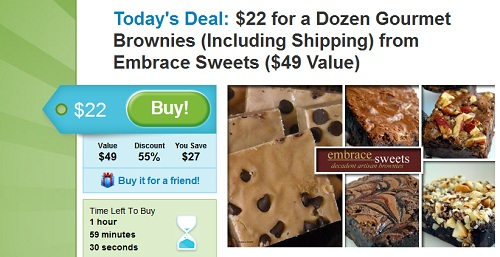 Today's Deal: $22 for a Dozen Gourmet
Brownies (Including Shipping) from
Embrace Sweets ($49 Value)
$22
Buy!
Value Discount You Save
$49 55% $27
Buy it for a friend!
Time Left To Buy
1 hour
59 minutes
30 seconds
embrace
sweets
decadent artisan brownies